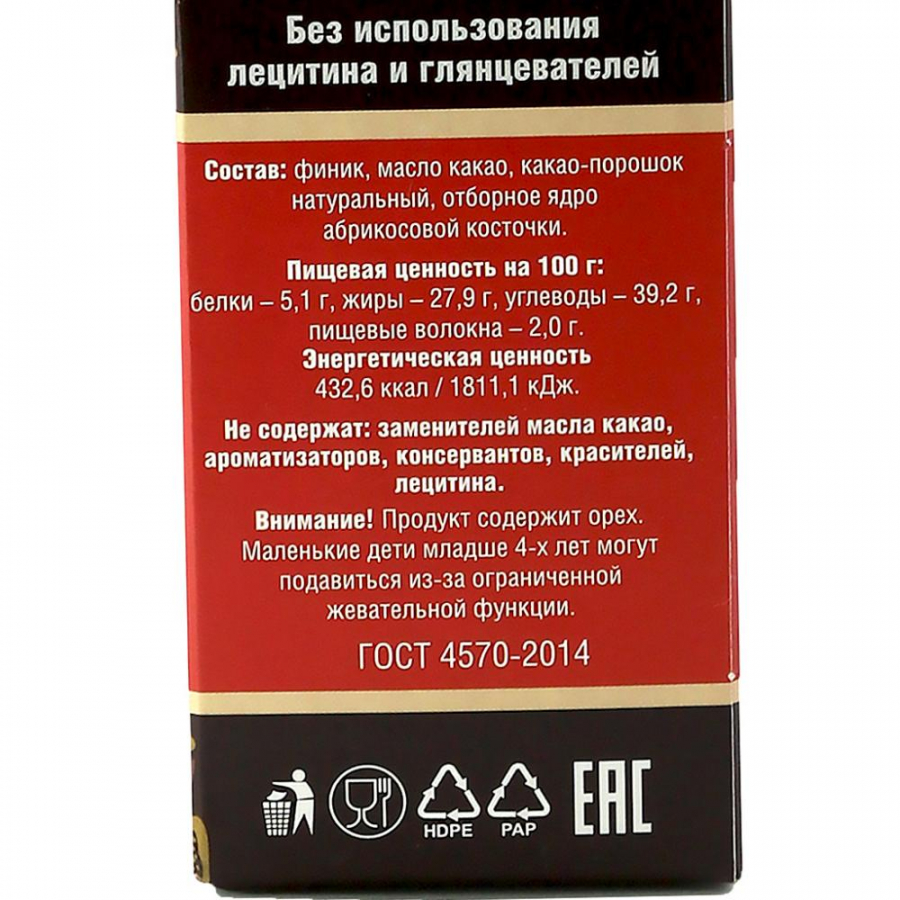 Без использования
лецитина и глянцевателей
Состав: финик, масло какао, какао-порошок
натуральный, отборное ядро
абрикосовой косточки.
Пищевая ценность на 100 г:
белки – 5,1 г, жиры – 27,9 г, углеводы – 39,2 г,
пищевые волокна – 2,0 г.
Энергетическая ценность
432,6 ккал / 1811,1 кДж.
Не содержат: заменителей масла какао,
ароматизаторов, консервантов, красителей,
лецитина.
Внимание! Продукт содержит орех.
Маленькие дети младше 4-х лет могут
подавиться из-за ограниченной
жевательной функции.
ГОСТ 4570-2014
HDPE PAP EAC